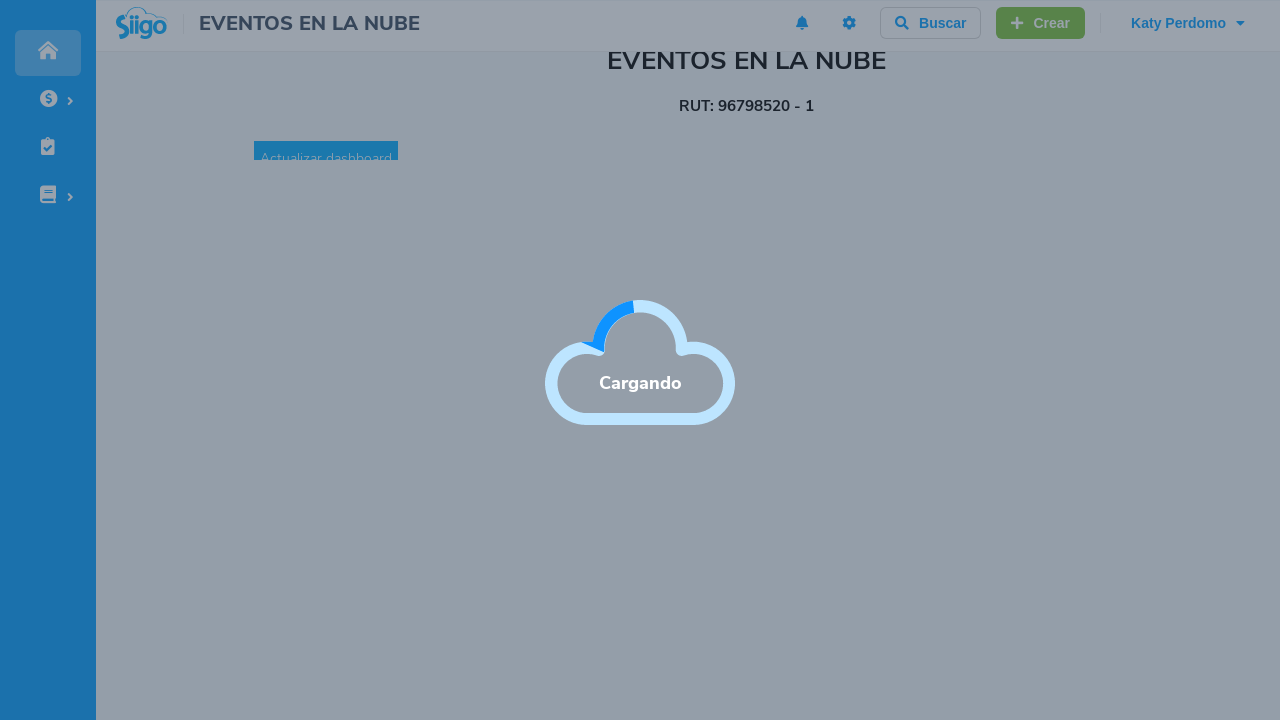 Siigo
EVENTOS EN LA NUBE
Buscar
Crear
Katy Perdomo
EVENTOS EN LA NUBE
RUT: 96798520 - 1
Actualizar dashboard
Cargando